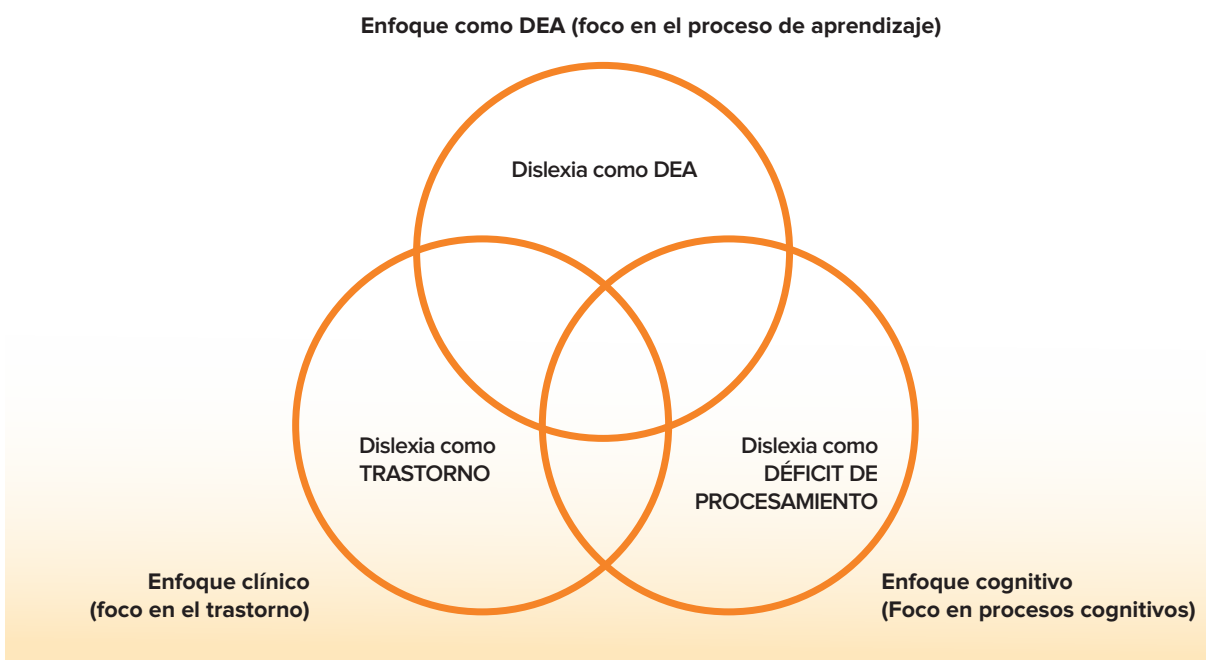 Enfoque como DEA (foco en el proceso de aprendizaje)
Dislexia como DEA
Dislexia como
TRASTORNO
Dislexia como
DÉFICIT DE
PROCESAMIENTO
Enfoque clínico
(foco en el trastorno)
Enfoque cognitivo
(Foco en procesos cognitivos)